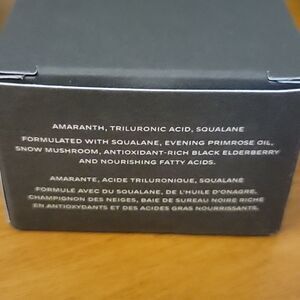 AMARANTH, TRILURONIC ACID, SQUALANE
FORMULATED WITH SQUALANE, EVENING PRIMROSE OIL,
SNOW MUSHROOM, ANTIOXIDANT-RICH BLACK ELDERBERRY
AND NOURISHING FATTY ACIDS.
AMARANTE, ACIDE TRILURONIQUE, SQUALANE
FORMULE AVEC DU SQUALANE, DE L'HUILE D'ONAGRE,
CHAMPIGNON DES NEIGES, BAIE DE SUREAU NOIRE RICHE
EN ANTIOXYDANTS ET DES ACIDES GRAS NOURRISSANTS.